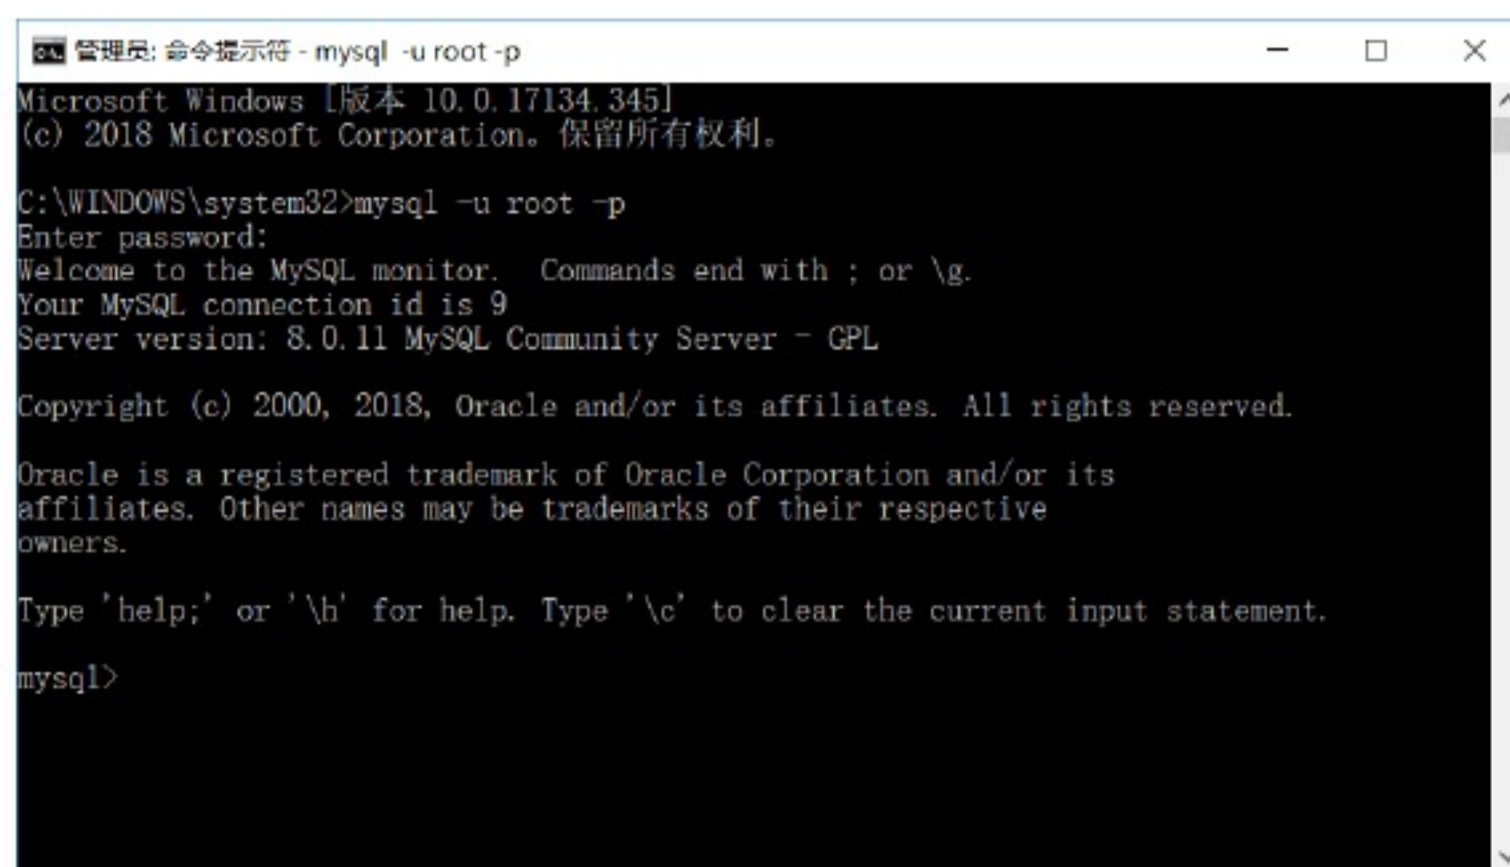 管理员: 命令提示符 - mysql -u root -p
Microsoft Windows [版本 10.0.17134.345]
(c) 2018 Microsoft Corporation。保留所有权利。
C:\WINDOWS\system32>mysql -u root -p
Enter password:
Welcome to the MySQL monitor.  Commands end with ; or \g.
Your MySQL connection id is 9
Server version: 8.0.11 MySQL Community Server - GPL
Copyright (c) 2000, 2018, Oracle and/or its affiliates. All rights reserved.
Oracle is a registered trademark of Oracle Corporation and/or its
affiliates. Other names may be trademarks of their respective
owners.
Type 'help;' or '\h' for help. Type '\c' to clear the current input statement.
mysql>